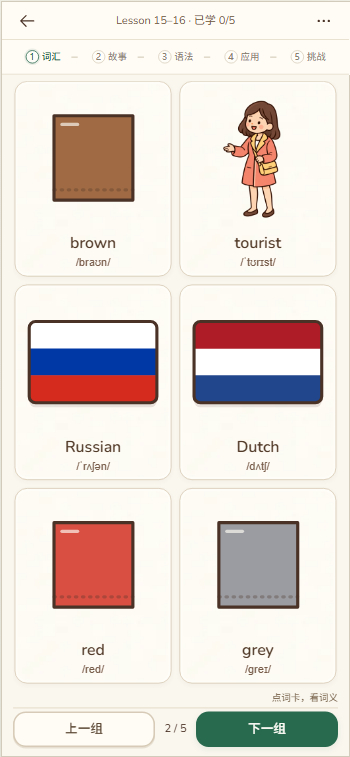 Lesson 15–16 · 已学 0/5
1 词汇 – 2 故事 – 3 语法 – 4 应用 – 5 挑战
brown
/braʊn/
tourist
/ˈtʊrɪst/
Russian
/ˈrʌʃən/
Dutch
/dʌtʃ/
red
/red/
grey
/ɡreɪ/
点词卡，看词义
上一组
2 / 5
下一组